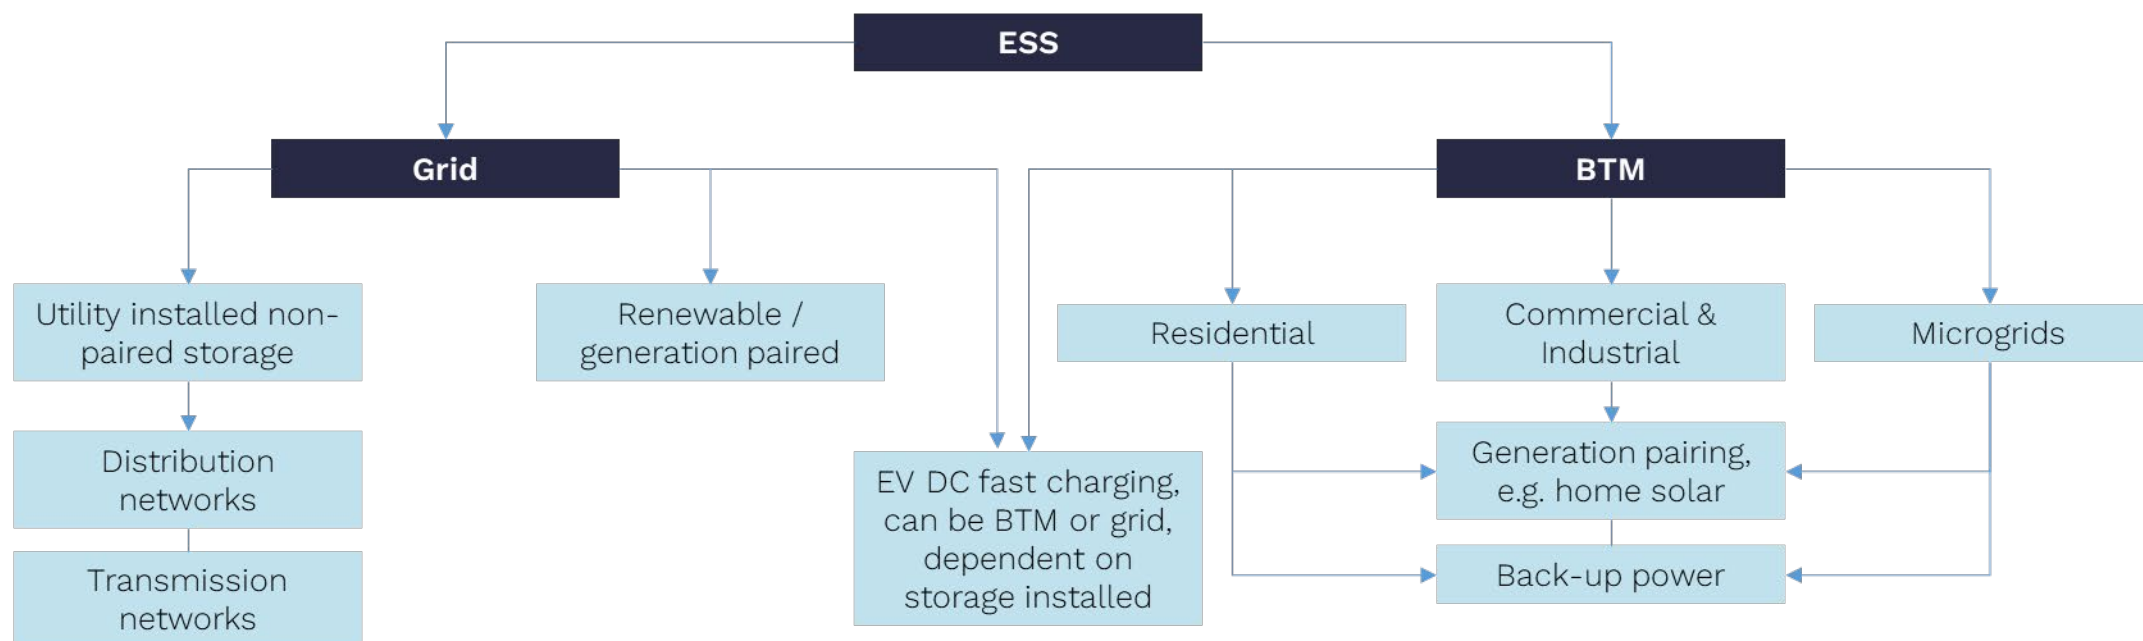 ESS
Grid
BTM
Utility installed non-
paired storage
Renewable /
generation paired
Residential
Commercial &
Industrial
Microgrids
Distribution
networks
EV DC fast charging,
can be BTM or grid,
dependent on
storage installed
Generation pairing,
e.g. home solar
Transmission
networks
Back-up power